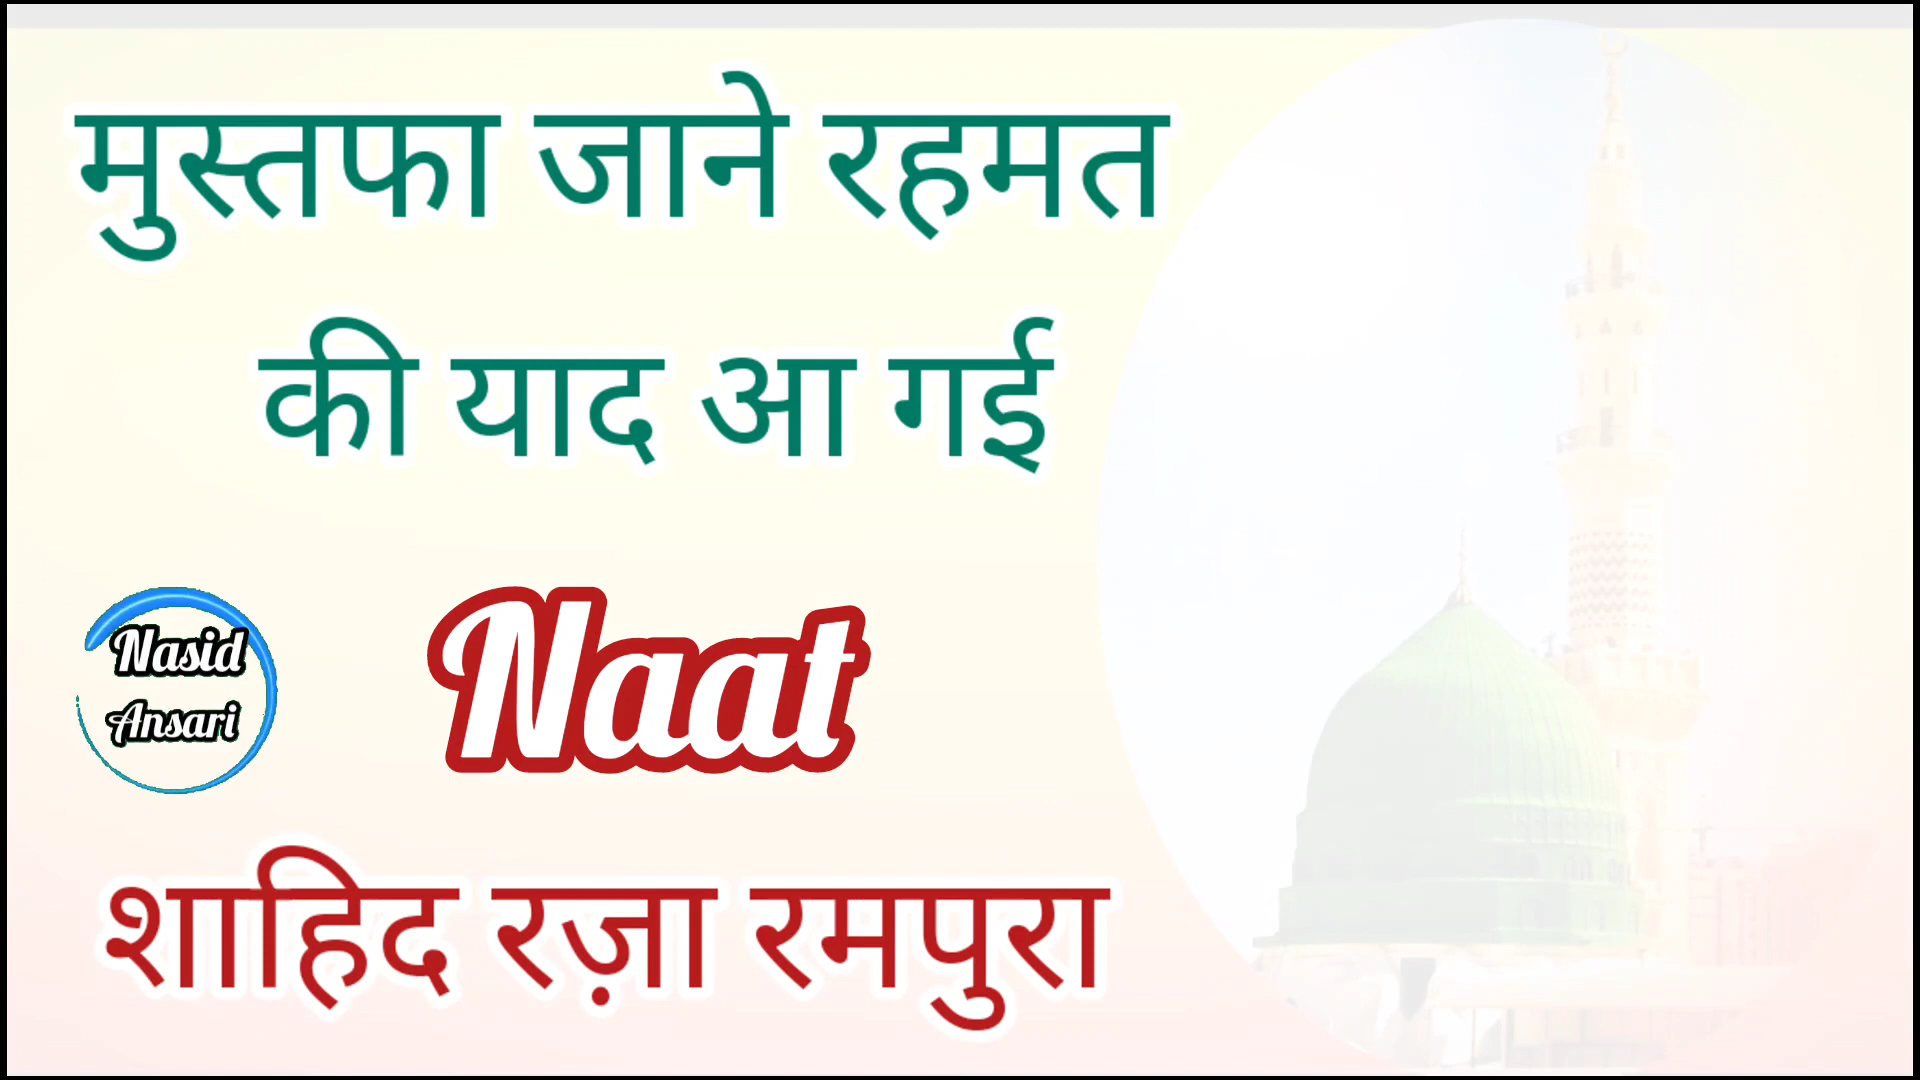 मुस्तफा जाने रहमत
की याद आ गई
Nasid
Ansari
Naat
शाहिद रज़ा रमपुरा